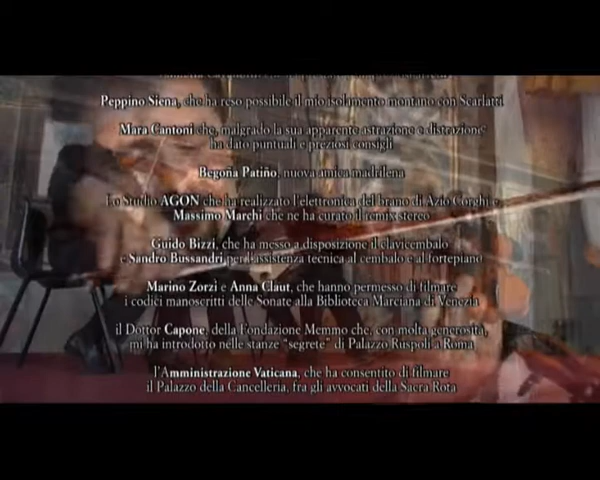 Peppino Siena, che ha reso possibile il mio isolamento montano con Scarlatti
Mara Cantoni che, malgrado la sua apparente astrazione e distrazione
ha dato puntuali e preziosi consigli
Begoña Patiño, nuova amica madrilena
Lo Studio AGON che ha realizzato l'elettronica del brano di Azio Corghi e
Massimo Marchi che ne ha curato il remix stereo
Guido Bizzi, che ha messo a disposizione il clavicembalo
e Sandro Bussandri per l'assistenza tecnica al cembalo e al fortepiano
Marino Zorzi e Anna Claut, che hanno permesso di filmare
i codici manoscritti delle Sonate alla Biblioteca Marciana di Venezia
il Dottor Capone, della Fondazione Memmo che, con molta generosità,
mi ha introdotto nelle stanze “segrete” di Palazzo Ruspoli a Roma
l'Amministrazione Vaticana, che ha consentito di filmare
il Palazzo della Cancelleria, fra gli avvocati della Sacra Rota